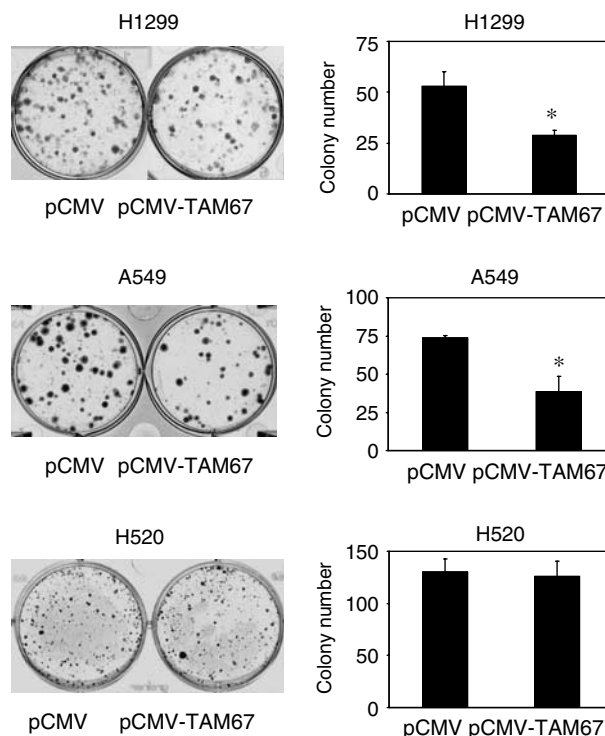 H1299
pCMV pCMV-TAM67
H1299
Colony number
75
50
25
0
*
pCMV pCMV-TAM67
A549
pCMV pCMV-TAM67
A549
Colony number
100
75
50
25
0
*
pCMV pCMV-TAM67
H520
pCMV pCMV-TAM67
H520
Colony number
150
100
50
0
pCMV pCMV-TAM67